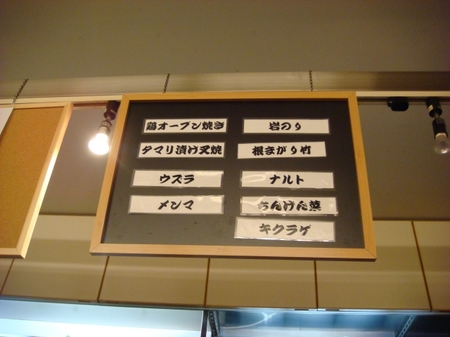 鶏オーブン焼き
タマリ漬け叉焼
ウズラ
メンマ
岩のり
根まがり竹
ナルト
ちんげん菜
キクラゲ